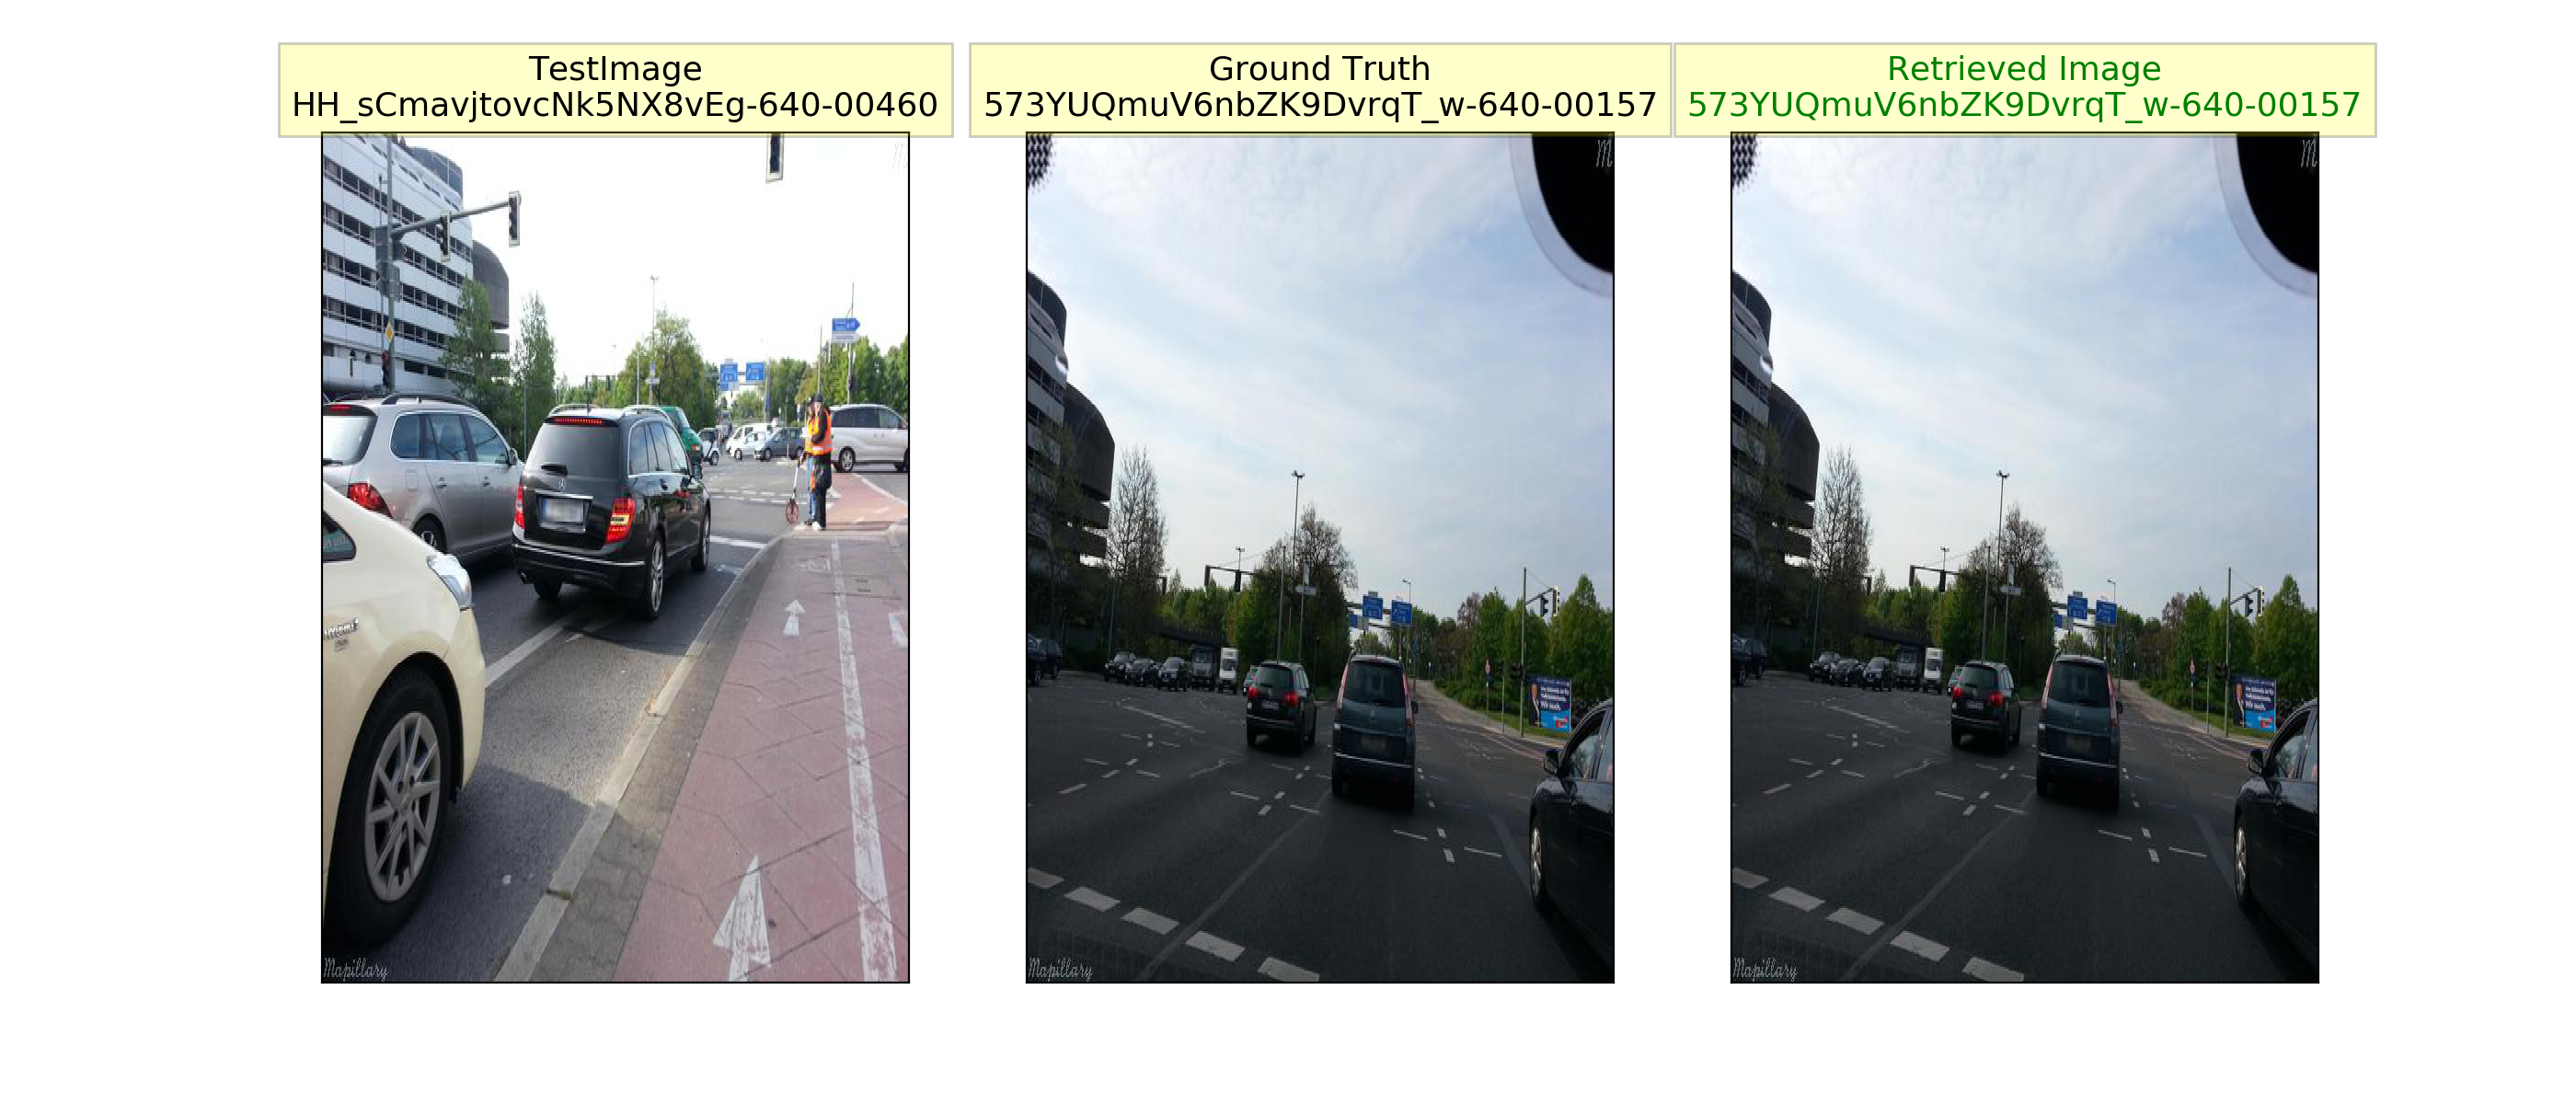 TestImage
HH_sCmavjtovcNk5NX8vEg-640-00460
Ground Truth
573YUQmuV6nbZK9DvrqT_w-640-00157
Retrieved Image
573YUQmuV6nbZK9DvrqT_w-640-00157
M
M
Mapillary
Mapillary
Mapillary